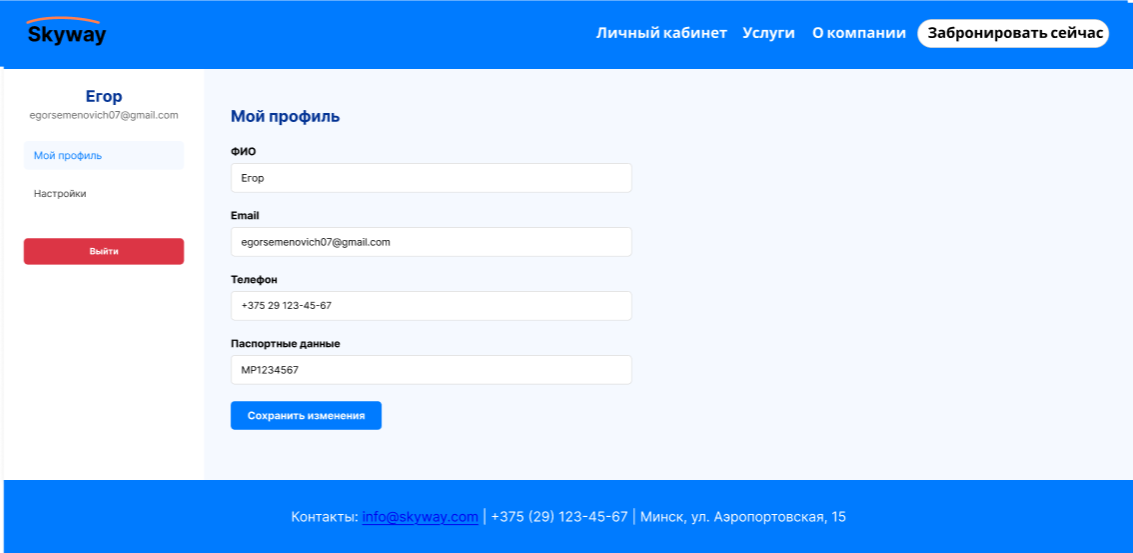 Skyway
Личный кабинет Услуги О компании Забронировать сейчас
Егор
egorsemenovich07@gmail.com
Мой профиль
Настройки
Выйти
Мой профиль
ФИО
Егор
Email
egorsemenovich07@gmail.com
Телефон
+375 29 123-45-67
Паспортные данные
MP1234567
Сохранить изменения
Контакты: info@skyway.com | +375 (29) 123-45-67 | Минск, ул. Аэропортовская, 15